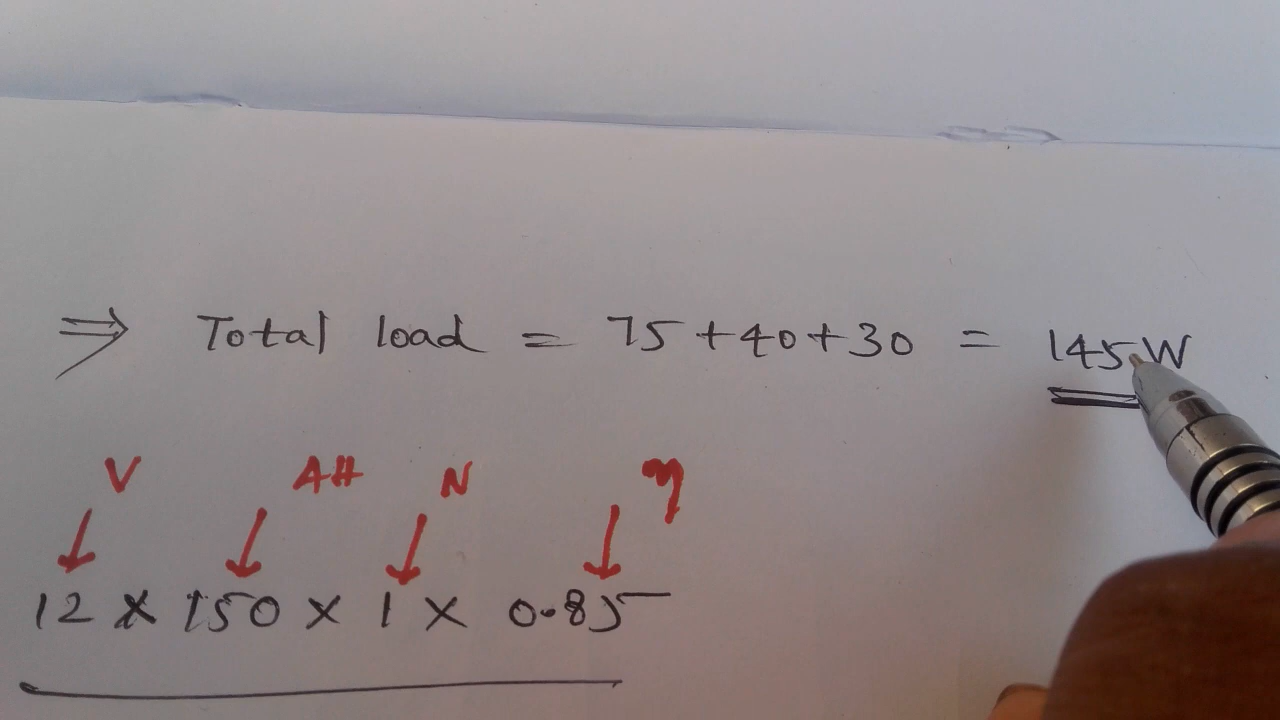 ⇒ Total load = 75+40+30 = 145W
V AH N η
12 x 150 x 1 x 0.85